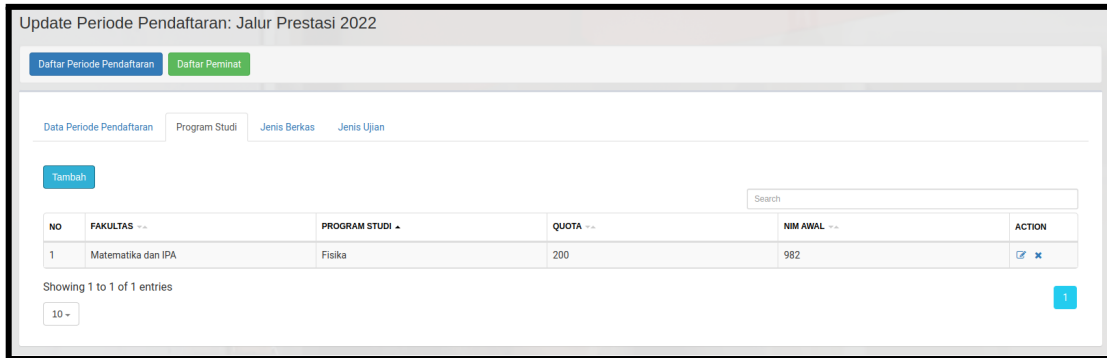 Update Periode Pendaftaran: Jalur Prestasi 2022
Daftar Periode Pendaftaran Daftar Peminat
Data Periode Pendaftaran Program Studi Jenis Berkas Jenis Ujian
Tambah
Search
NO FAKULTAS PROGRAM STUDI QUOTA NIM AWAL ACTION
1 Matematika dan IPA Fisika 200 982
Showing 1 to 1 of 1 entries
1
10